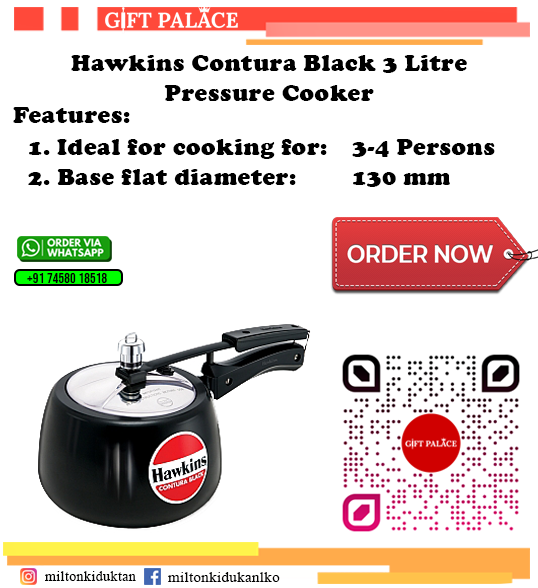 GIFT PALACE
Hawkins Contura Black 3 Litre
Pressure Cooker
Features:
1. Ideal for cooking for: 3-4 Persons
2. Base flat diameter: 130 mm
ORDER VIA
WHATSAPP
+91 74580 18518
ORDER NOW
Hawkins
CONTURA BLACK
GIFT PALACE
miltonkiduktan
miltonkidukanlko